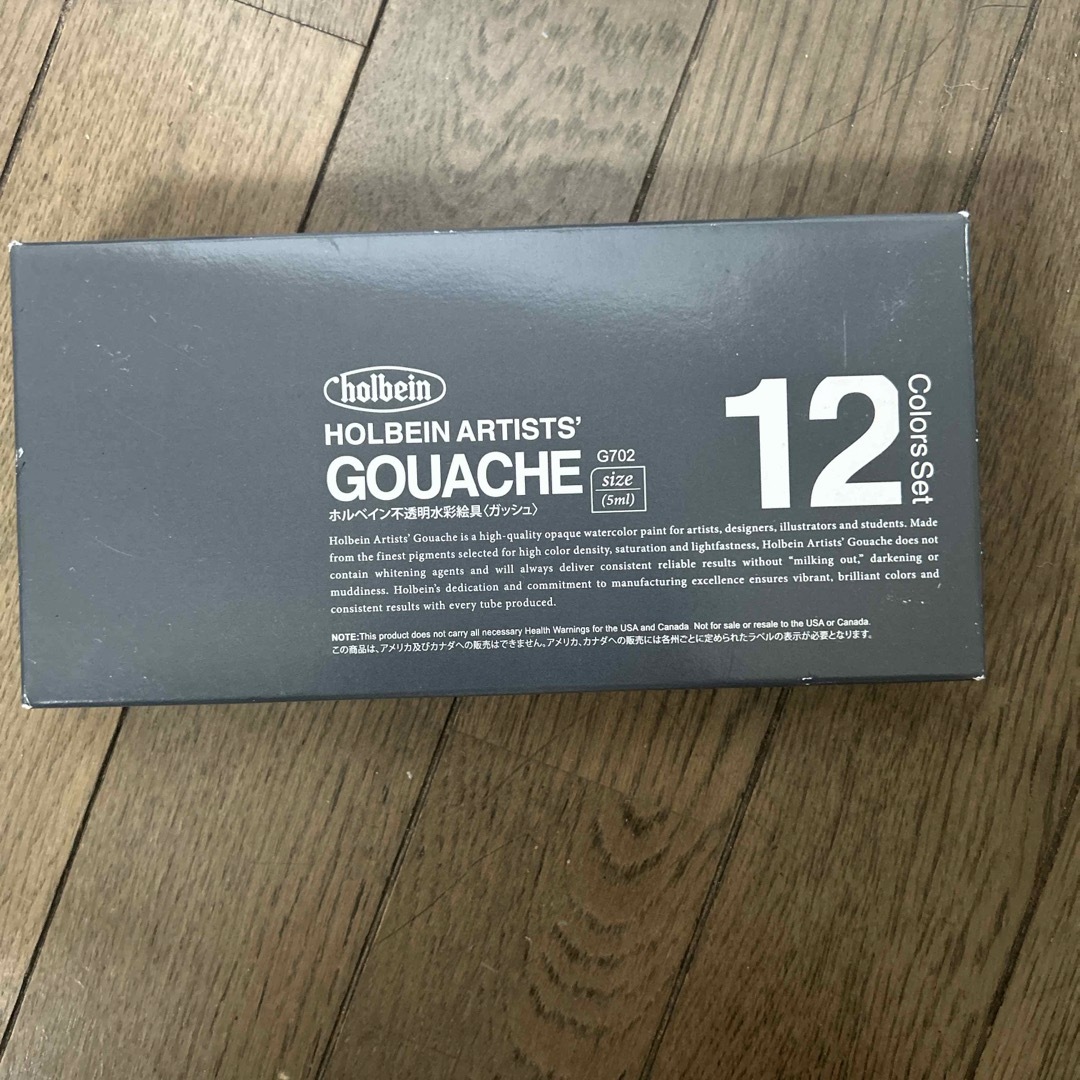 holbein
HOLBEIN ARTISTS'
GOUACHE
G702
size
(5ml)
12
Colors Set
ホルベイン不透明水彩絵具〈ガッシュ〉
Holbein Artists' Gouache is a high-quality opaque watercolor paint for artists, designers, illustrators and students. Made
from the finest pigments selected for high color density, saturation and lightfastness, Holbein Artists' Gouache does not
contain whitening agents and will always deliver consistent reliable results without “milking out,” darkening or
muddiness. Holbein's dedication and commitment to manufacturing excellence ensures vibrant, brilliant colors and
consistent results with every tube produced.
NOTE:This product does not carry all necessary Health Warnings for the USA and Canada Not for sale or resale to the USA or Canada.
この商品は、アメリカ及びカナダへの販売はできません。アメリカ、カナダへの販売には各州ごとに定められたラベルの表示が必要となります。